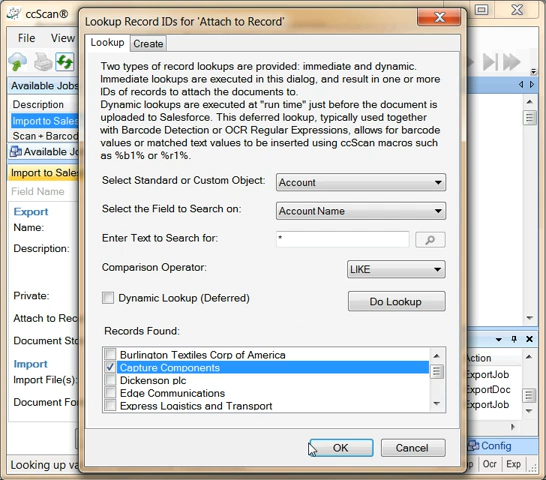 ccScan®
File View
Available Jobs
Description
Import to Sales
Scan + Barcod
Available Jo
Import to Sales
Field Name
Export
Name:
Description:
Private:
Attach to Reco
Document Sto
Import
Import File(s):
Document For
Looking up va
Lookup Record IDs for 'Attach to Record'
Lookup Create
Two types of record lookups are provided: immediate and dynamic.
Immediate lookups are executed in this dialog, and result in one or more
IDs of records to attach the documents to.
Dynamic lookups are executed at "run time" just before the document is
uploaded to Salesforce. This deferred lookup, typically used together
with Barcode Detection or OCR Regular Expressions, allows for barcode
values or matched text values to be inserted using ccScan macros such
as %b1% or %r1%.
Select Standard or Custom Object: Account
Select the Field to Search on: Account Name
Enter Text to Search for: *
Comparison Operator: LIKE
Dynamic Lookup (Deferred) Do Lookup
Records Found:
Burlington Textiles Corp of America
Capture Components
Dickenson plc
Edge Communications
Express Logistics and Transport
OK Cancel
Action
ExportJob
ExportDoc
ExportJob
Config
Ocr Exp